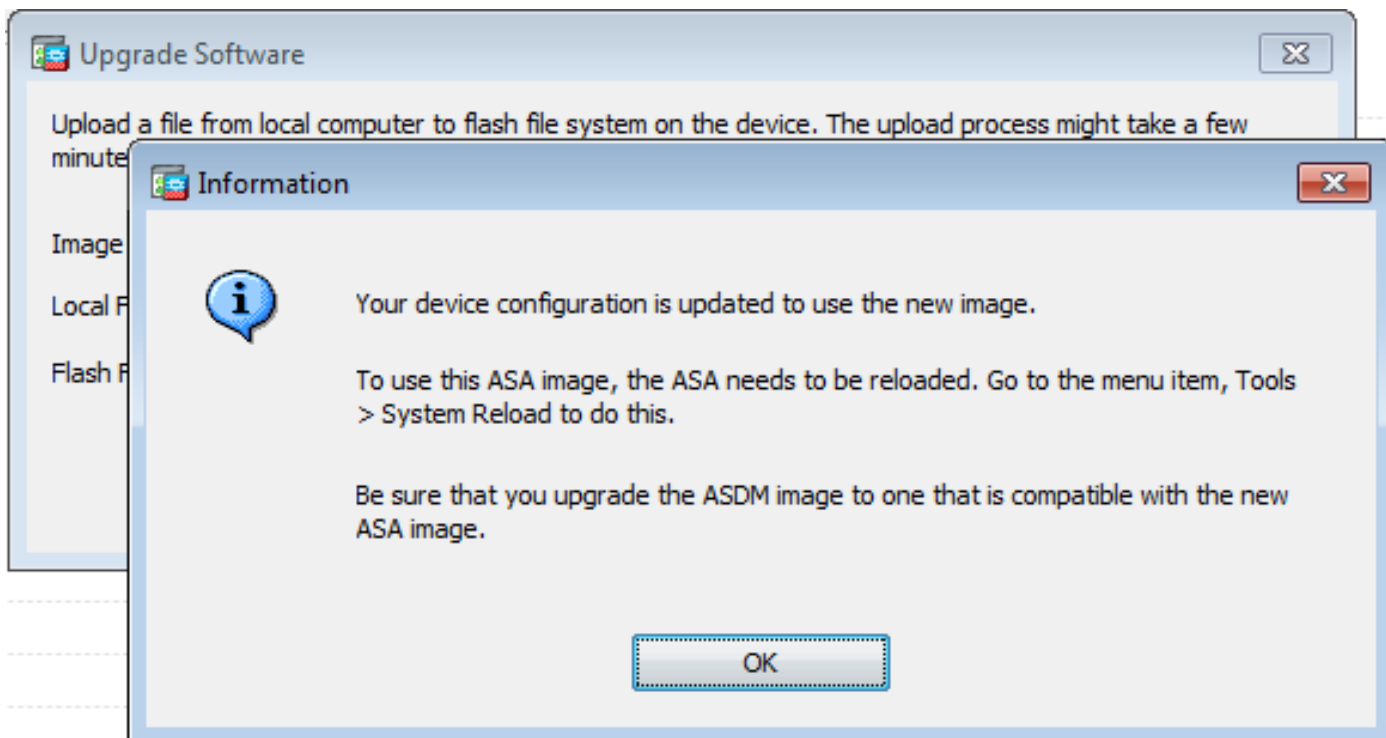 Upgrade Software
Upload a file from local computer to flash file system on the device. The upload process might take a few
Information
Image
Local
Flash
Your device configuration is updated to use the new image.
To use this ASA image, the ASA needs to be reloaded. Go to the menu item, Tools
> System Reload to do this.
Be sure that you upgrade the ASDM image to one that is compatible with the new
ASA image.
OK